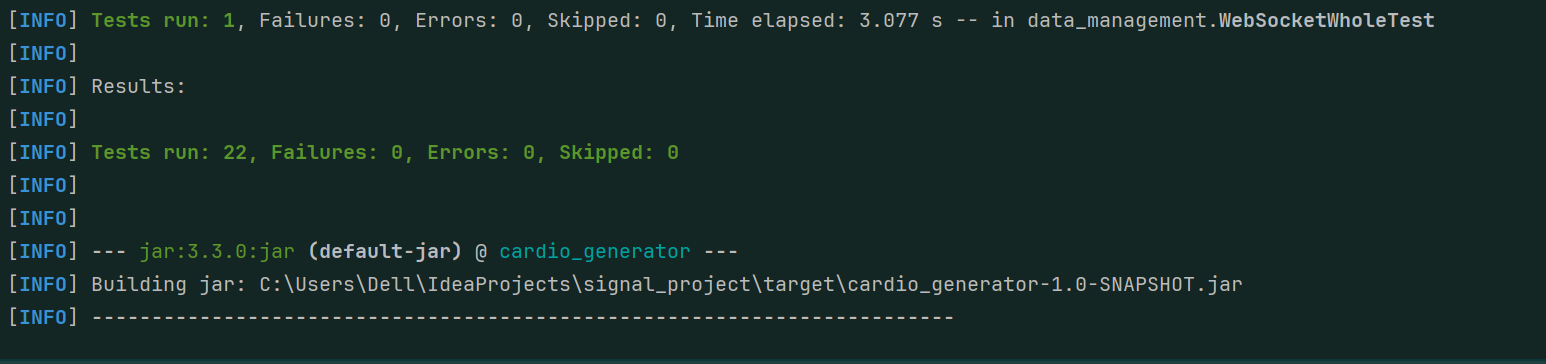 [INFO] Tests run: 1, Failures: 0, Errors: 0, Skipped: 0, Time elapsed: 3.077 s -- in data_management.WebSocketWholeTest
[INFO]
[INFO] Results:
[INFO]
[INFO] Tests run: 22, Failures: 0, Errors: 0, Skipped: 0
[INFO]
[INFO]
[INFO] --- jar:3.3.0:jar (default-jar) @ cardio_generator ---
[INFO] Building jar: C:\Users\Dell\IdeaProjects\signal_project\target\cardio_generator-1.0-SNAPSHOT.jar
[INFO] ------------------------------------------------------------------------